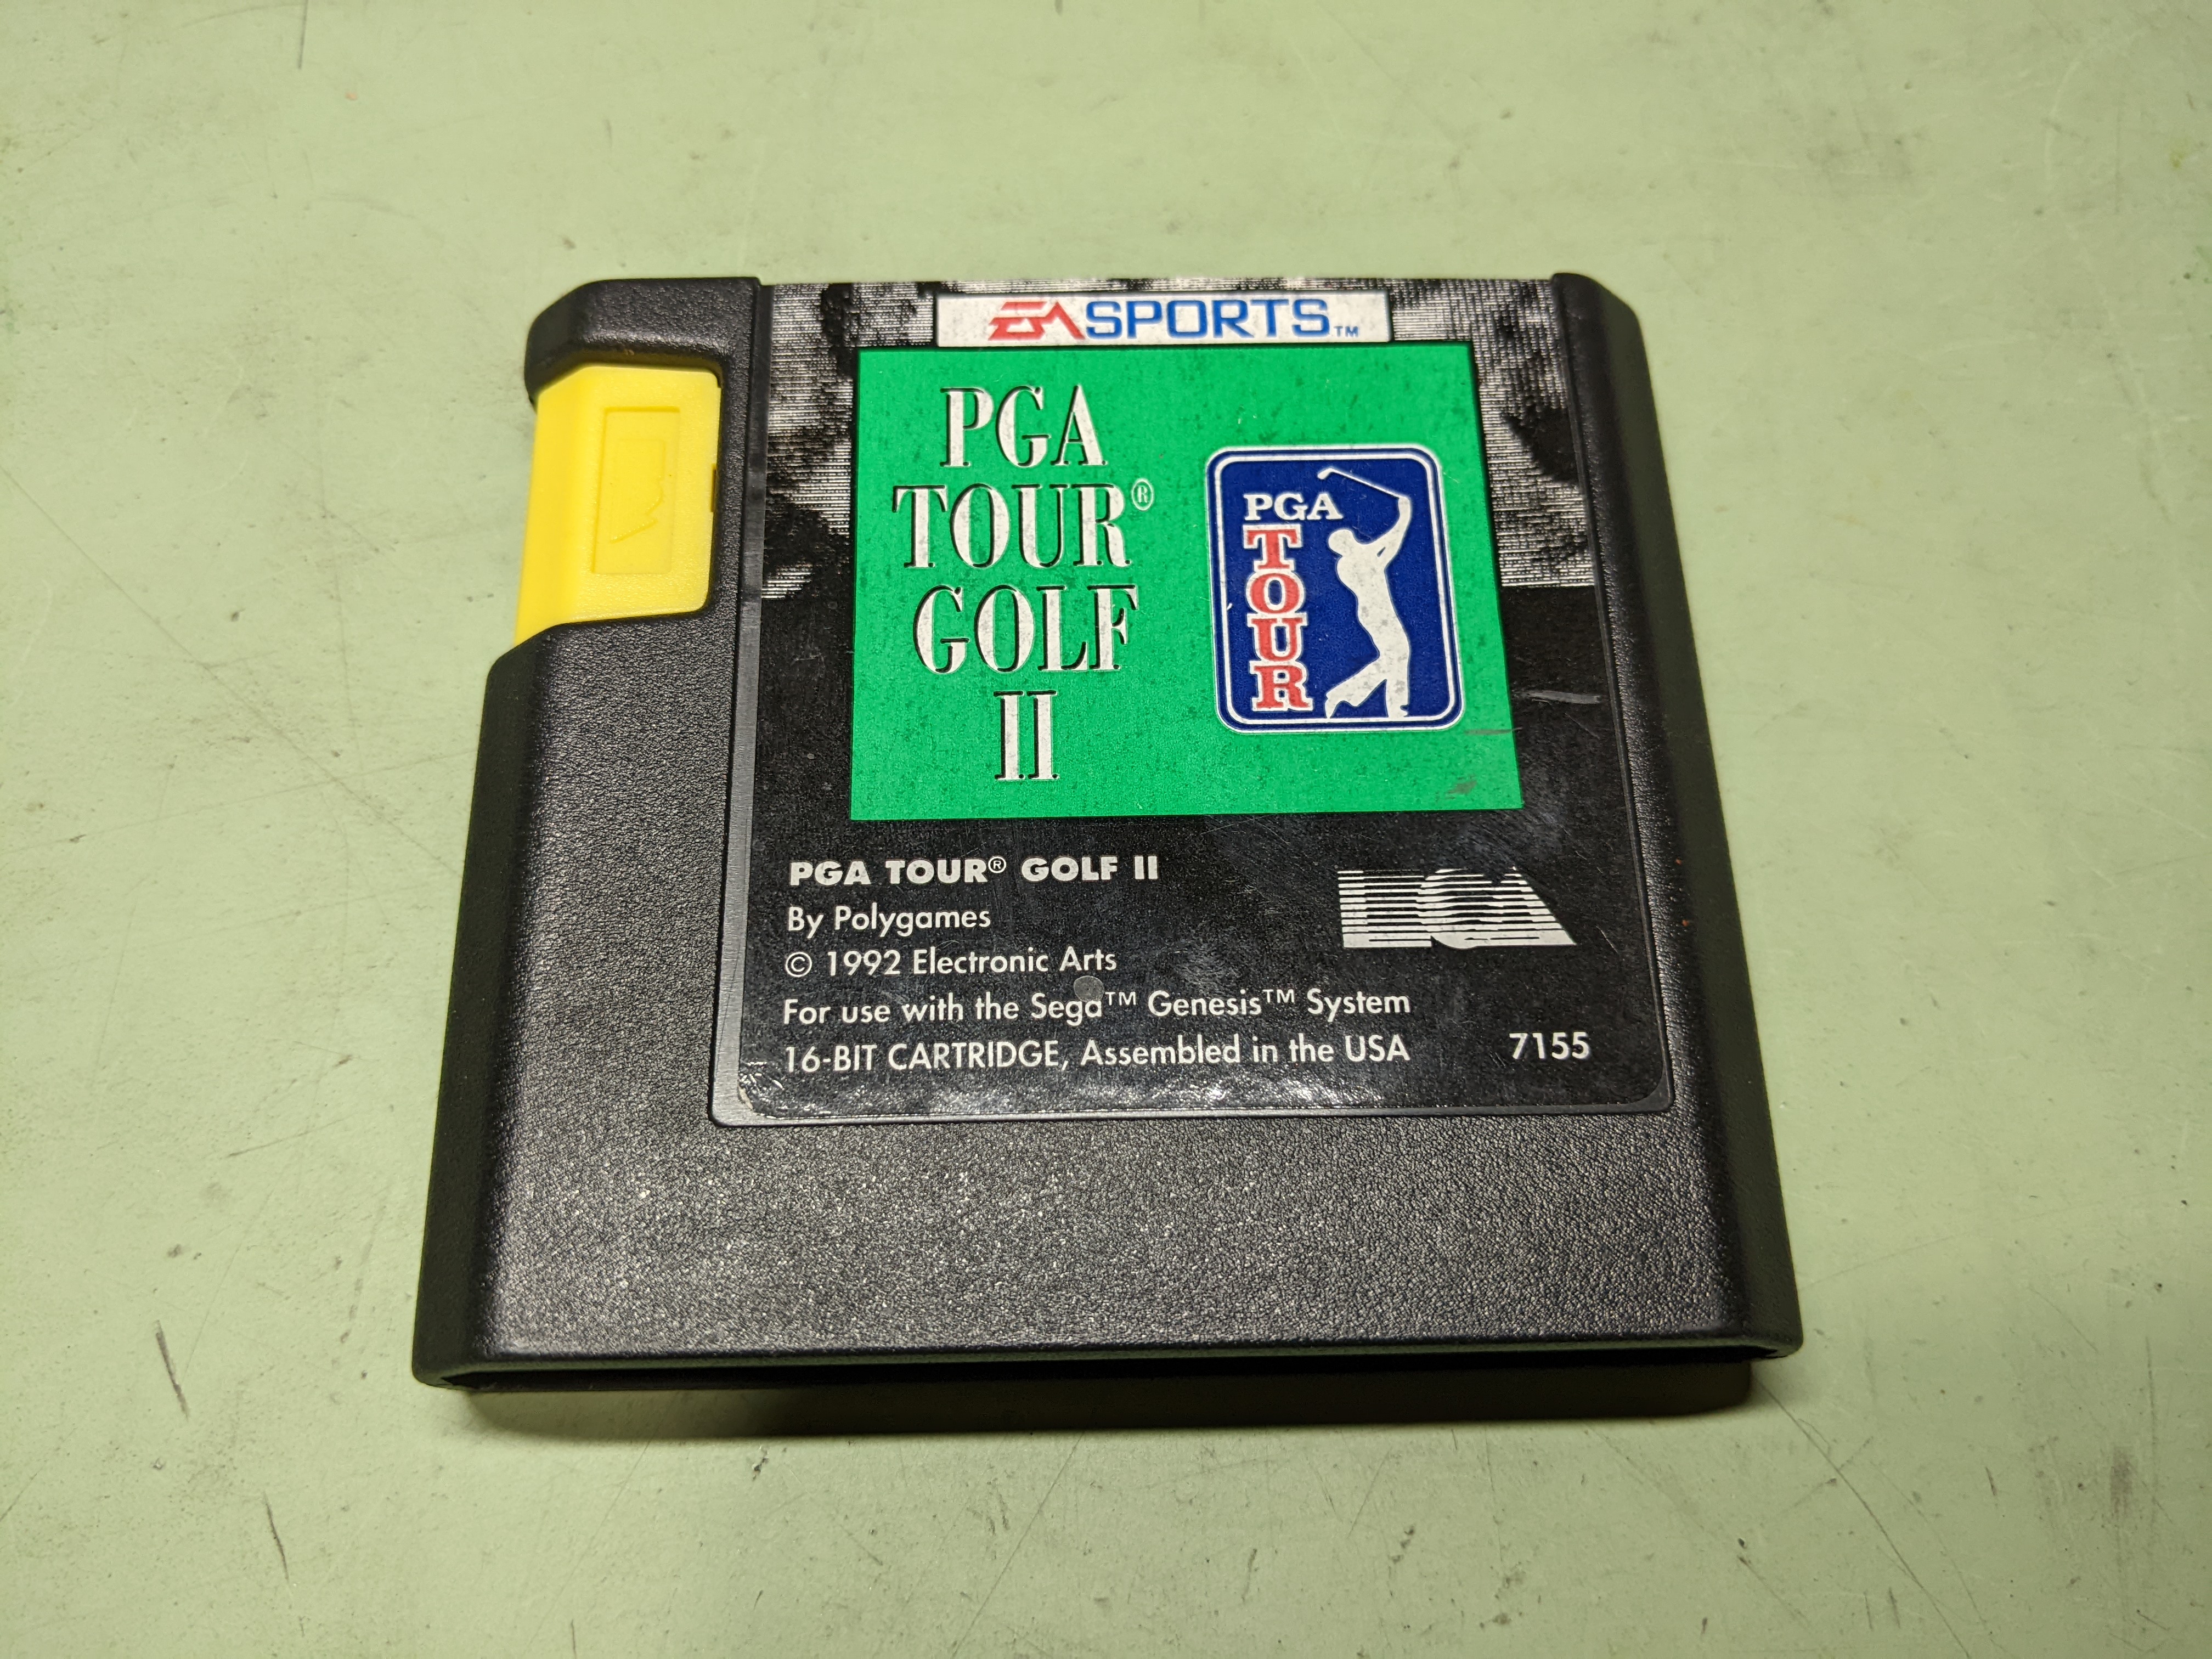 EA SPORTS™
PGA
TOUR®
GOLF
II
PGA
TOUR
PGA TOUR® GOLF II
By Polygames
© 1992 Electronic Arts
For use with the Sega™ Genesis™ System
16-BIT CARTRIDGE, Assembled in the USA 7155